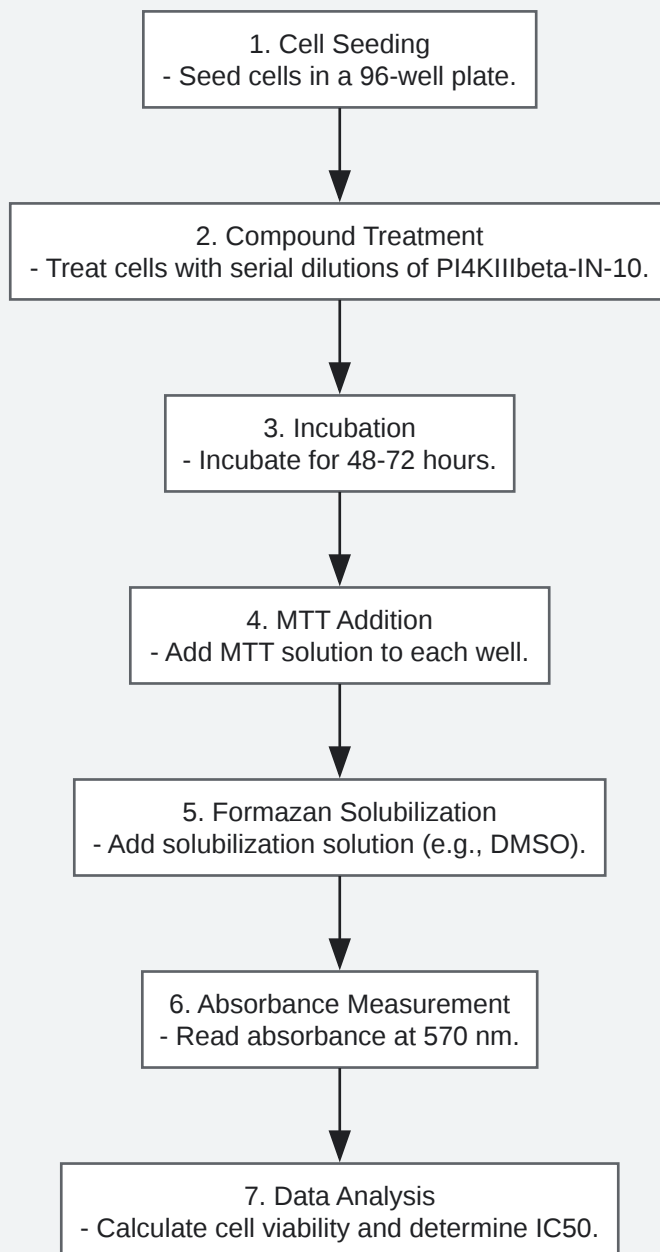 1. Cell Seeding
- Seed cells in a 96-well plate.
2. Compound Treatment
- Treat cells with serial dilutions of PI4KIIIbeta-IN-10.
3. Incubation
- Incubate for 48-72 hours.
4. MTT Addition
- Add MTT solution to each well.
5. Formazan Solubilization
- Add solubilization solution (e.g., DMSO).
6. Absorbance Measurement
- Read absorbance at 570 nm.
7. Data Analysis
- Calculate cell viability and determine IC50.